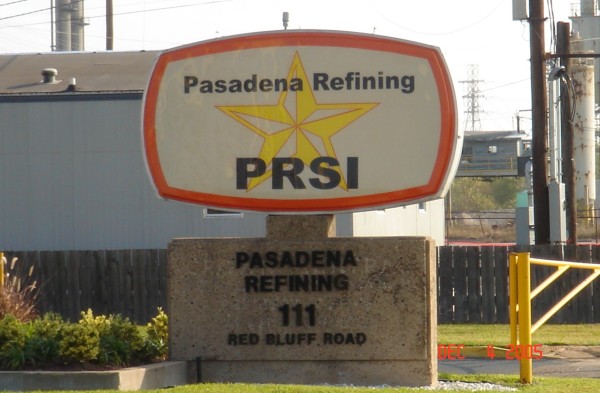 Pasadena Refining
PRSI
PASADENA
REFINING
111
RED BLUFF ROAD
DEC 4 2005